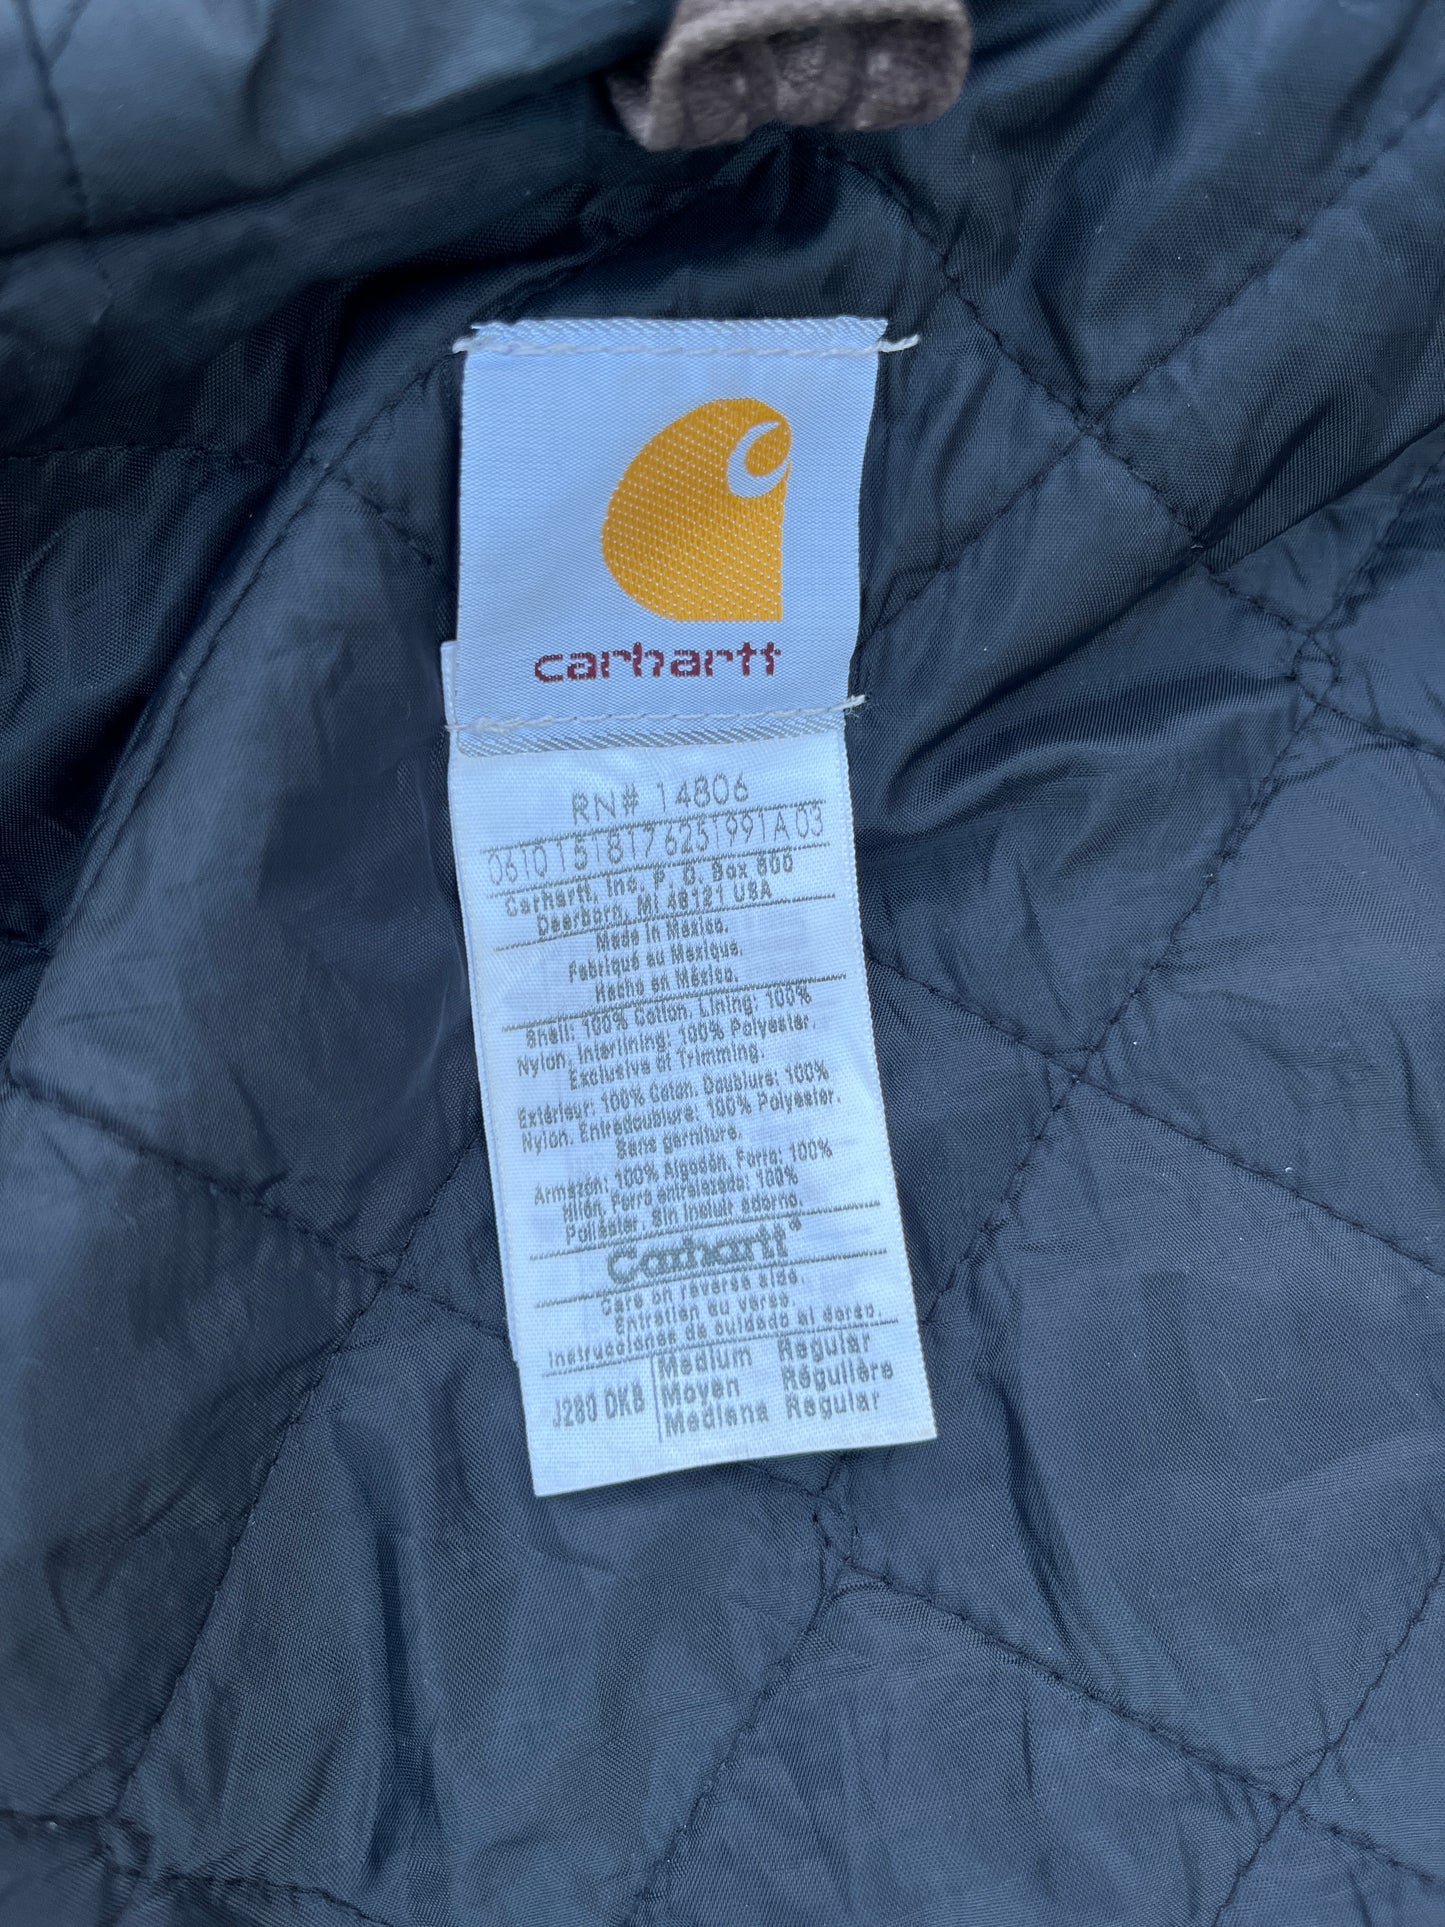 carhartt
RN# 14806
0610151817625 1991A03
Carhartt, Inc. P. O. Box 600
Dearborn, MI 48121 USA
Made in Mexico.
Fabriqué au Mexique.
Hecho en México.
Shell: 100% Cotton. Lining: 100%
Nylon. Interlining: 100% Polyester.
Exclusive of Trimming.
Extérieur: 100% Coton. Doublure: 100%
Nylon. Entredoublure: 100% Polyester.
Sans garniture.
Armazón: 100% Algodón, Forro: 100%
Nilón, Forro entrelazado: 100%
Poliéster. Sin incluir adorno.
Carhartt®
Care on reverse side.
Entretien au verso.
Instrucciones de cuidado al dorso.
J280 DKB
Medium Regular
Moyen Régulière
Mediana Regular